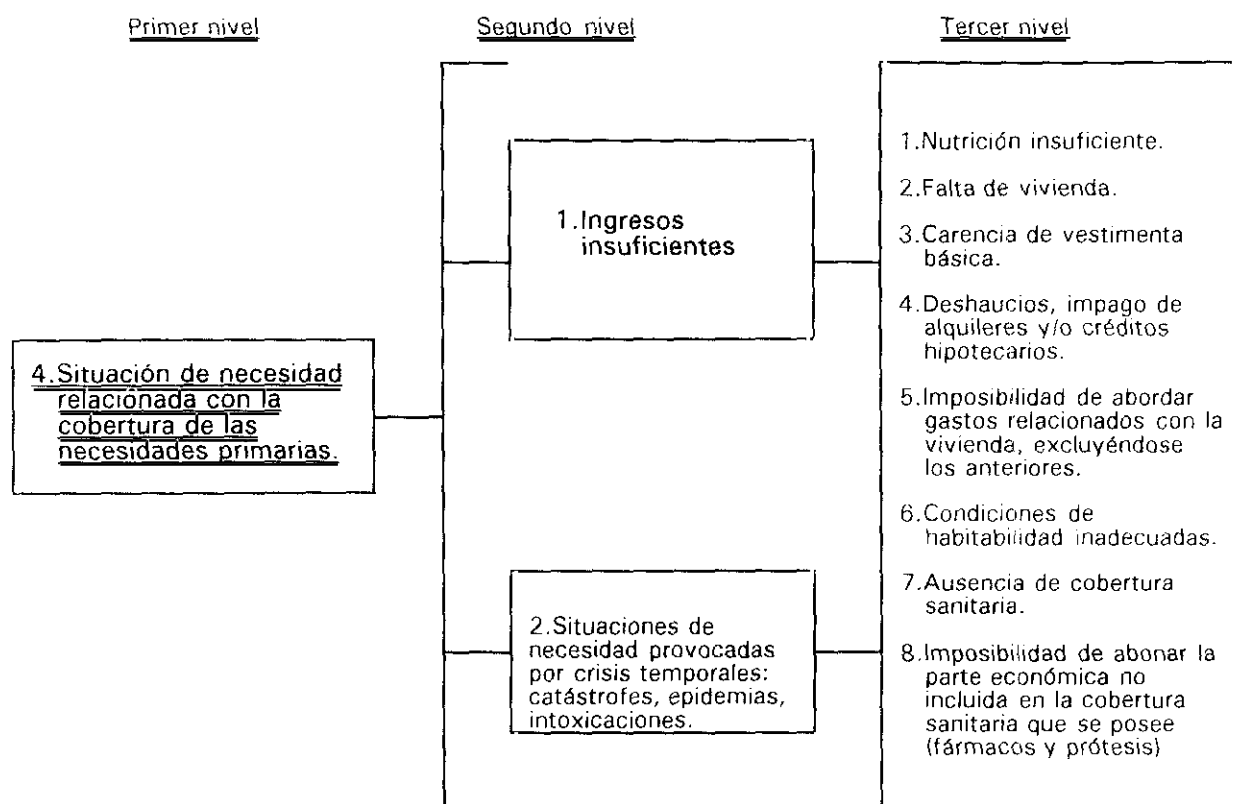 Primer nivel
Segundo nivel
Tercer nivel
4.Situación de necesidad
relacionada con la
cobertura de las
necesidades primarias.
1.Ingresos
insuficientes
2.Situaciones de
necesidad provocadas
por crisis temporales:
catástrofes, epidemias,
intoxicaciones.
1.Nutrición insuficiente.
2.Falta de vivienda.
3.Carencia de vestimenta
básica.
4.Deshaucios, impago de
alquileres y/o créditos
hipotecarios.
5.Imposibilidad de abordar
gastos relacionados con la
vivienda, excluyéndose
los anteriores.
6.Condiciones de
habitabilidad inadecuadas.
7.Ausencia de cobertura
sanitaria.
8.Imposibilidad de abonar la
parte económica no
incluida en la cobertura
sanitaria que se posee
(fármacos y prótesis)